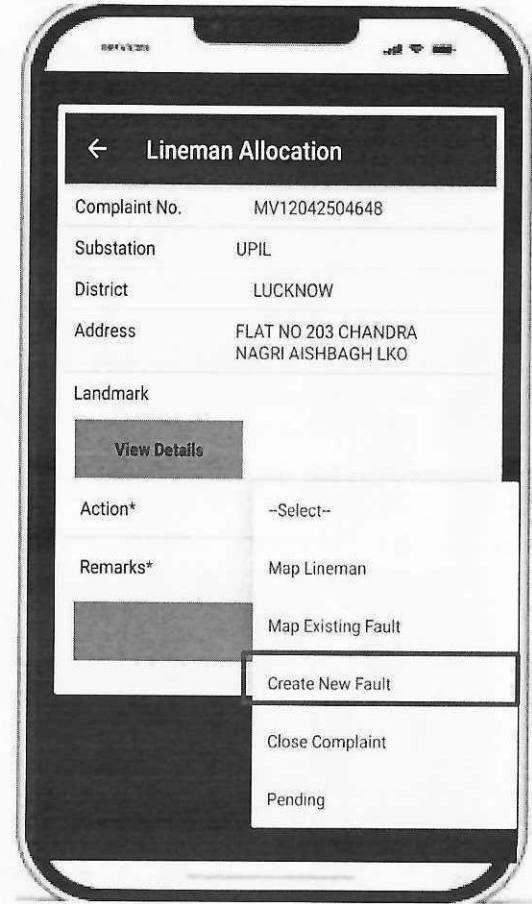 ← Lineman Allocation
Complaint No. MV12042504648
Substation UPIL
District LUCKNOW
Address FLAT NO 203 CHANDRA
NAGRI AISHBAGH LKO
Landmark
View Details
Action* --Select--
Map Lineman
Remarks*
Map Existing Fault
Create New Fault
Close Complaint
Pending